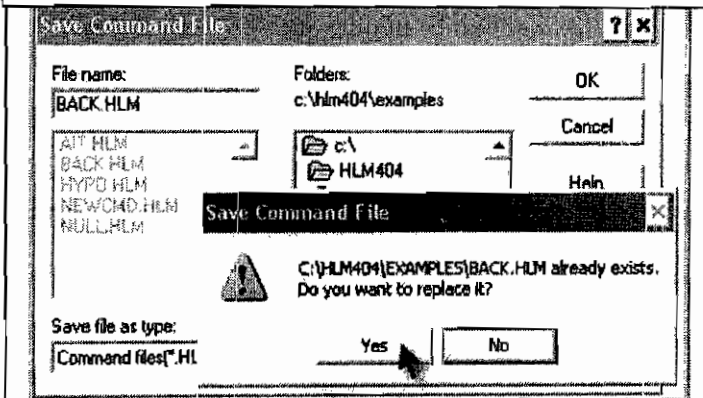 Save Command File
File name:
BACK.HLM
AIT HLM
BACK HLM
HYPO HLM
NEWCMD.HLM
NULL.HLM
Save file as type:
Command files(*.HL
Folders:
c:\hlm404\examples
c:\
HLM404
OK
Cancel
Help
Save Command File
C:\HLM404\EXAMPLES\BACK.HLM already exists.
Do you want to replace it?
Yes
No